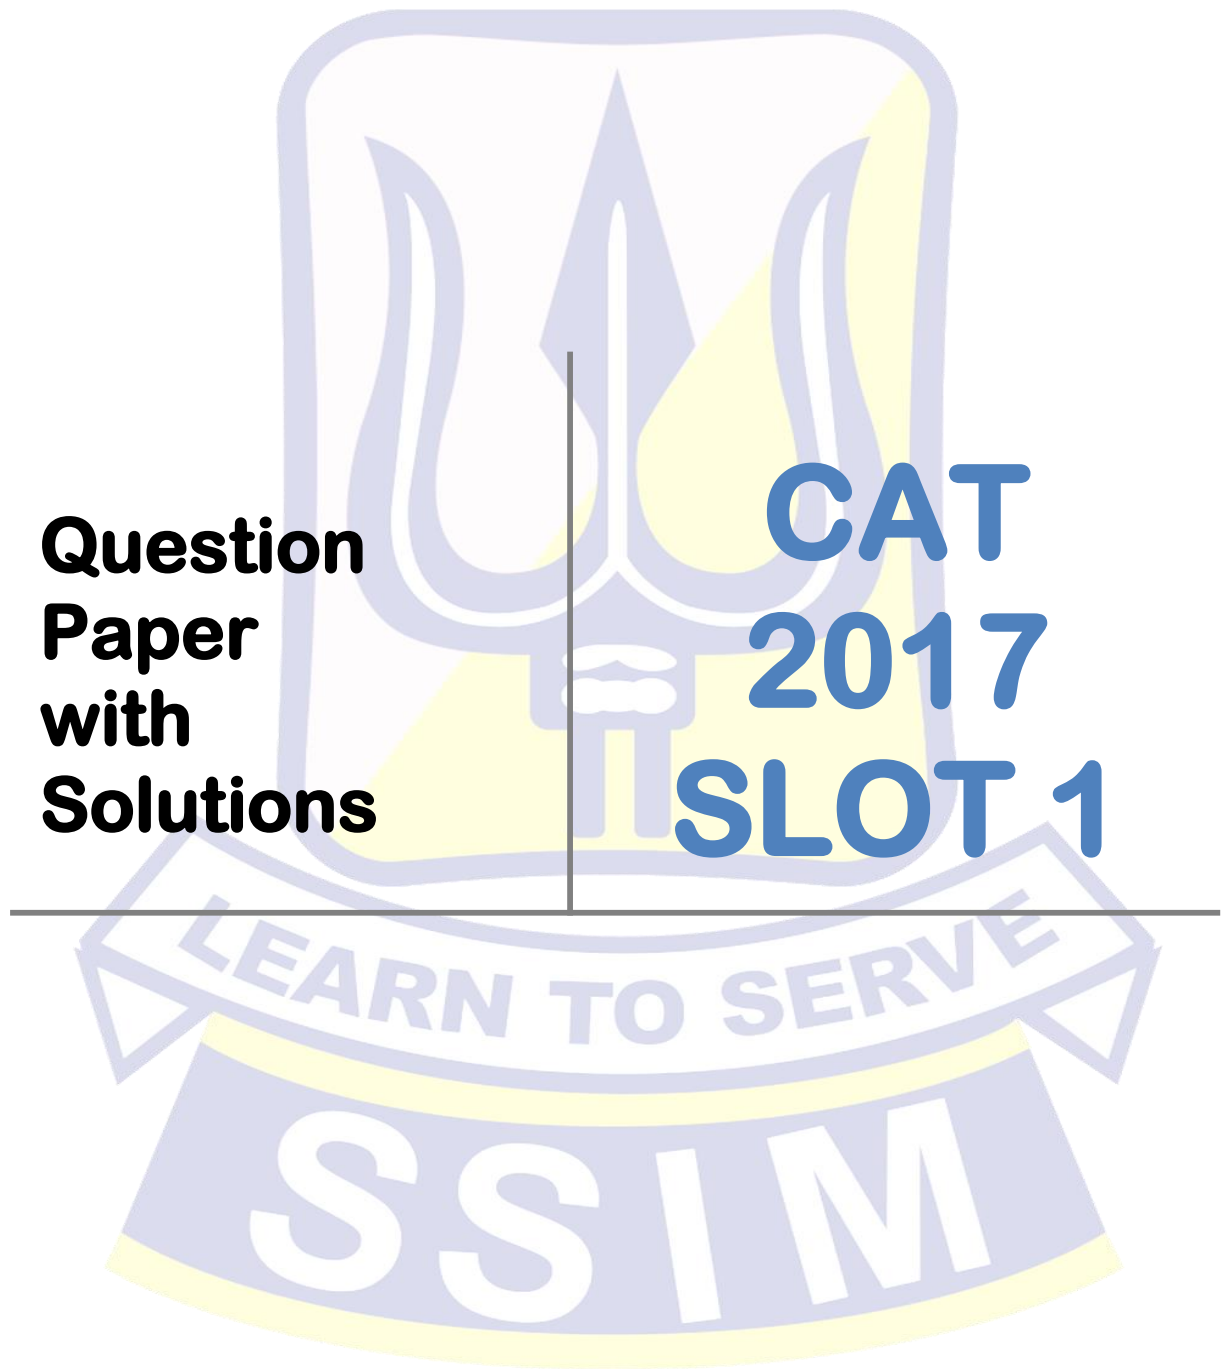 Question
Paper
with
Solutions
CAT
2017
SLOT 1
LEARN TO SERVE
SSIM